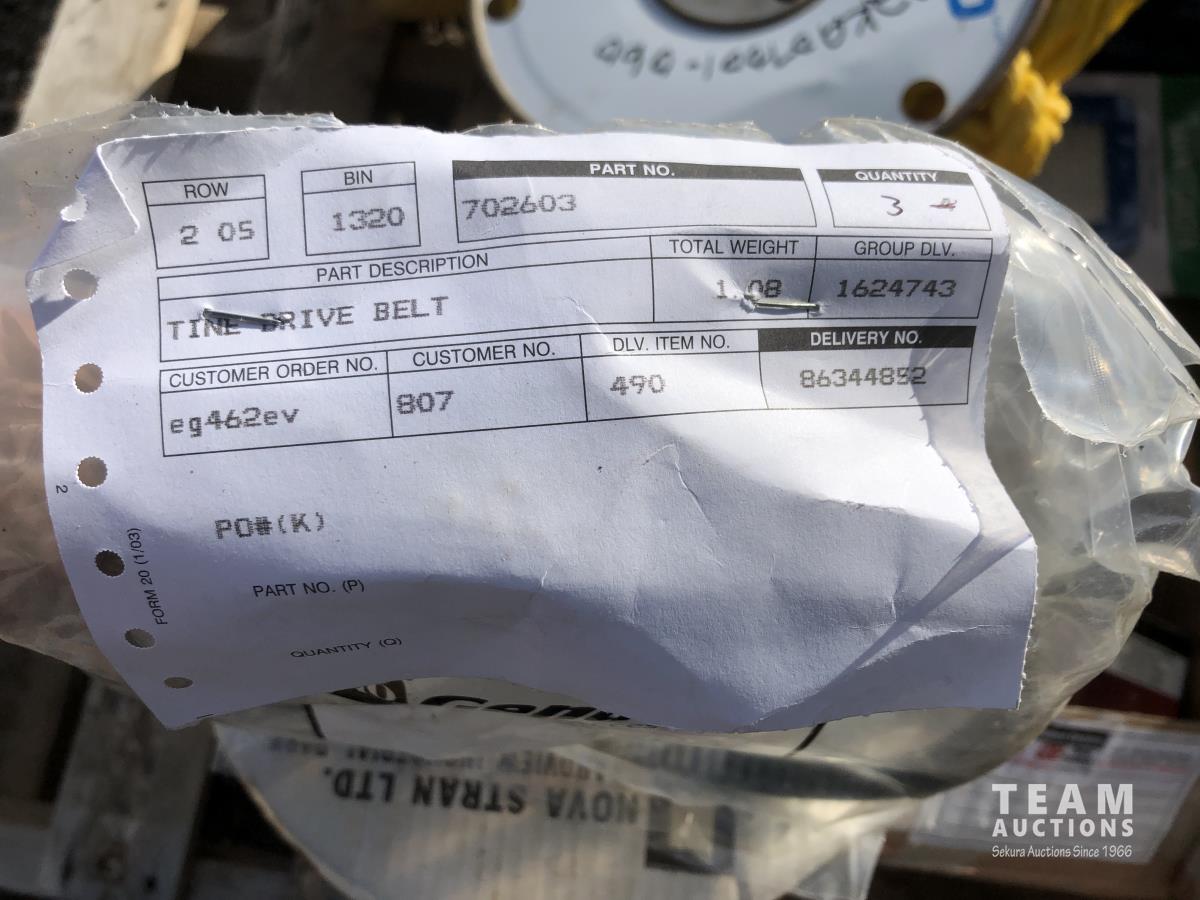 ROW
2 05
BIN
1320
PART NO.
702603
QUANTITY
3
PART DESCRIPTION
TINE DRIVE BELT
TOTAL WEIGHT
1.08
GROUP DLV.
1624743
CUSTOMER ORDER NO.
eg462ev
CUSTOMER NO.
807
DLV. ITEM NO.
490
DELIVERY NO.
86344852
PO#(K)
PART NO. (P)
QUANTITY (Q)
2
FORM 20 (1/03)
NOVA STRAN LTD.
TEAM
AUCTIONS
Sekura Auctions Since 1966